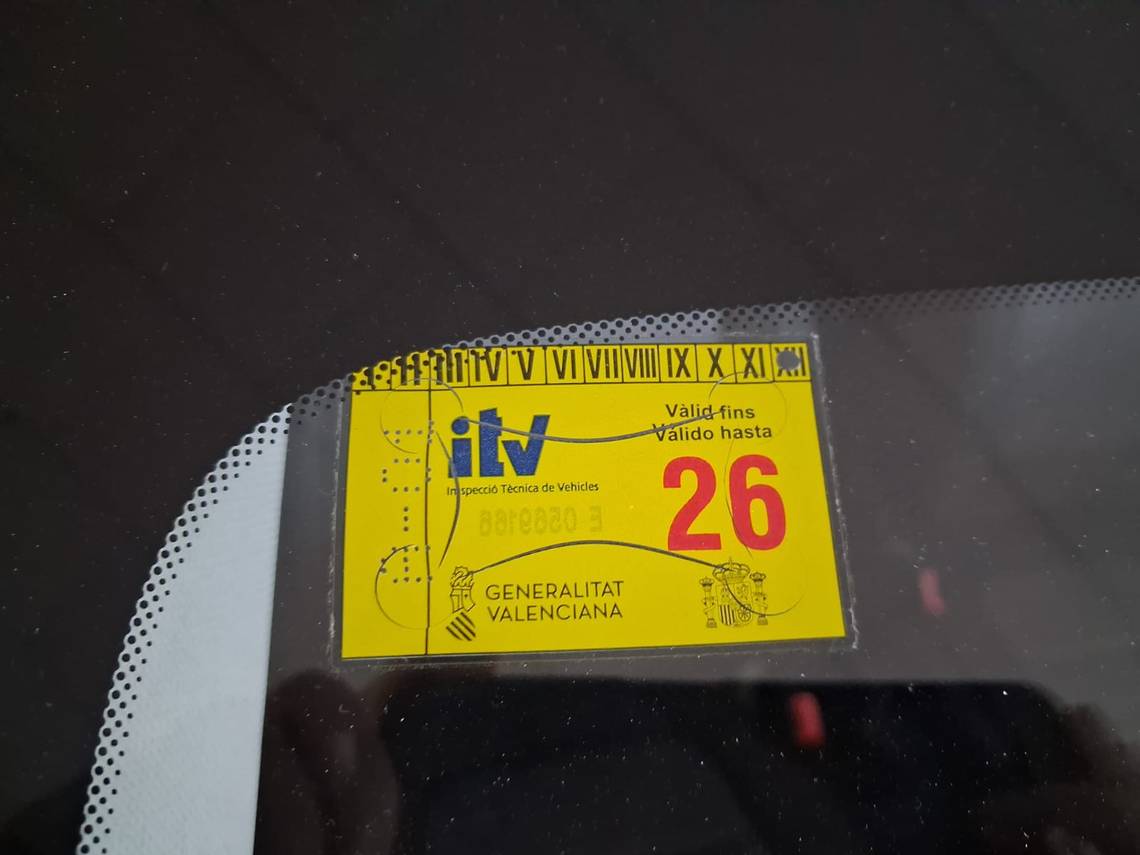 I II III IV V VI VII VIII IX X XI XII
itv
Inspecció Tècnica de Vehicles
Vàlid fins
Válido hasta
26
E 0569166
GENERALITAT
VALENCIANA